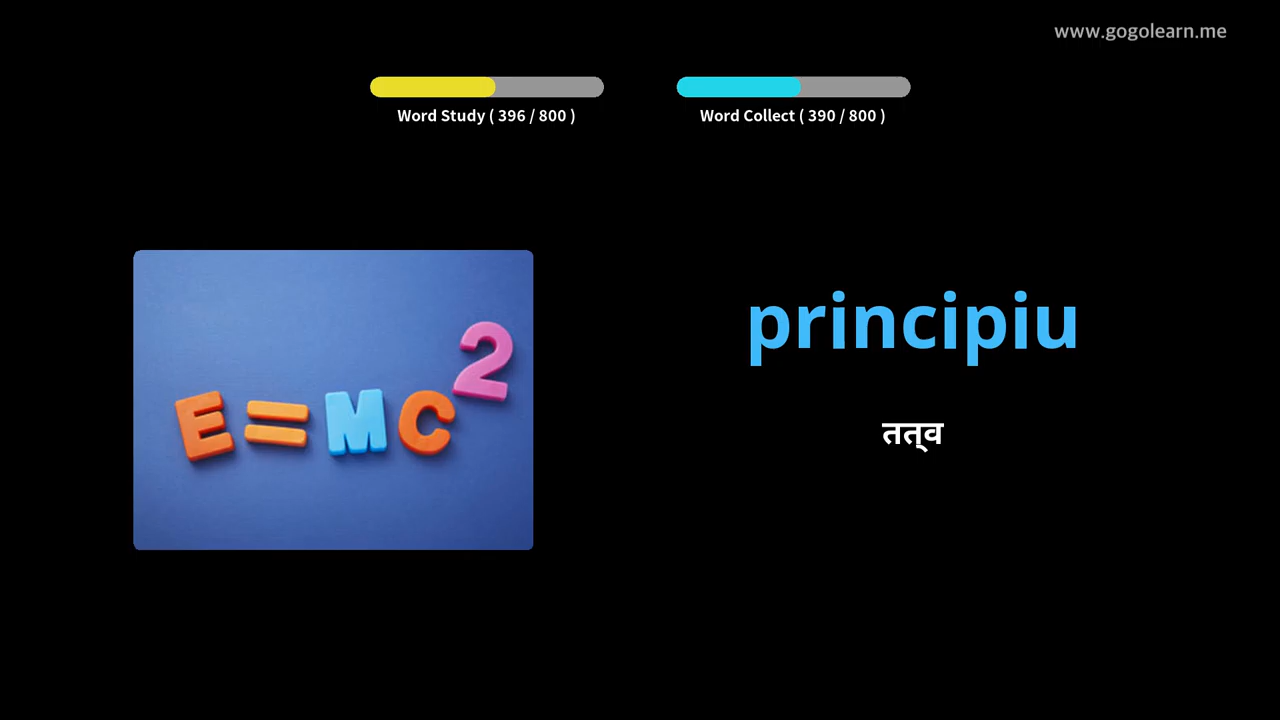 www.gogolearn.me
Word Study ( 396 / 800 )
Word Collect ( 390 / 800 )
E=MC2
principiu
तत्व